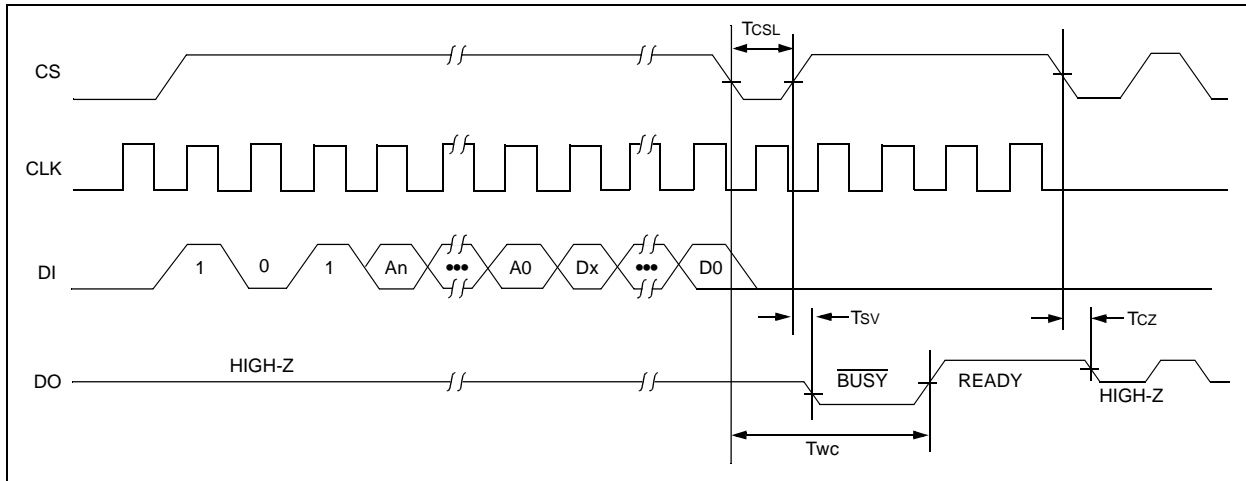 TCSL
CS
CLK
DI
1 0 1 An ••• A0 Dx ••• D0
TSV
TCZ
DO
HIGH-Z
BUSY
READY
HIGH-Z
TWC